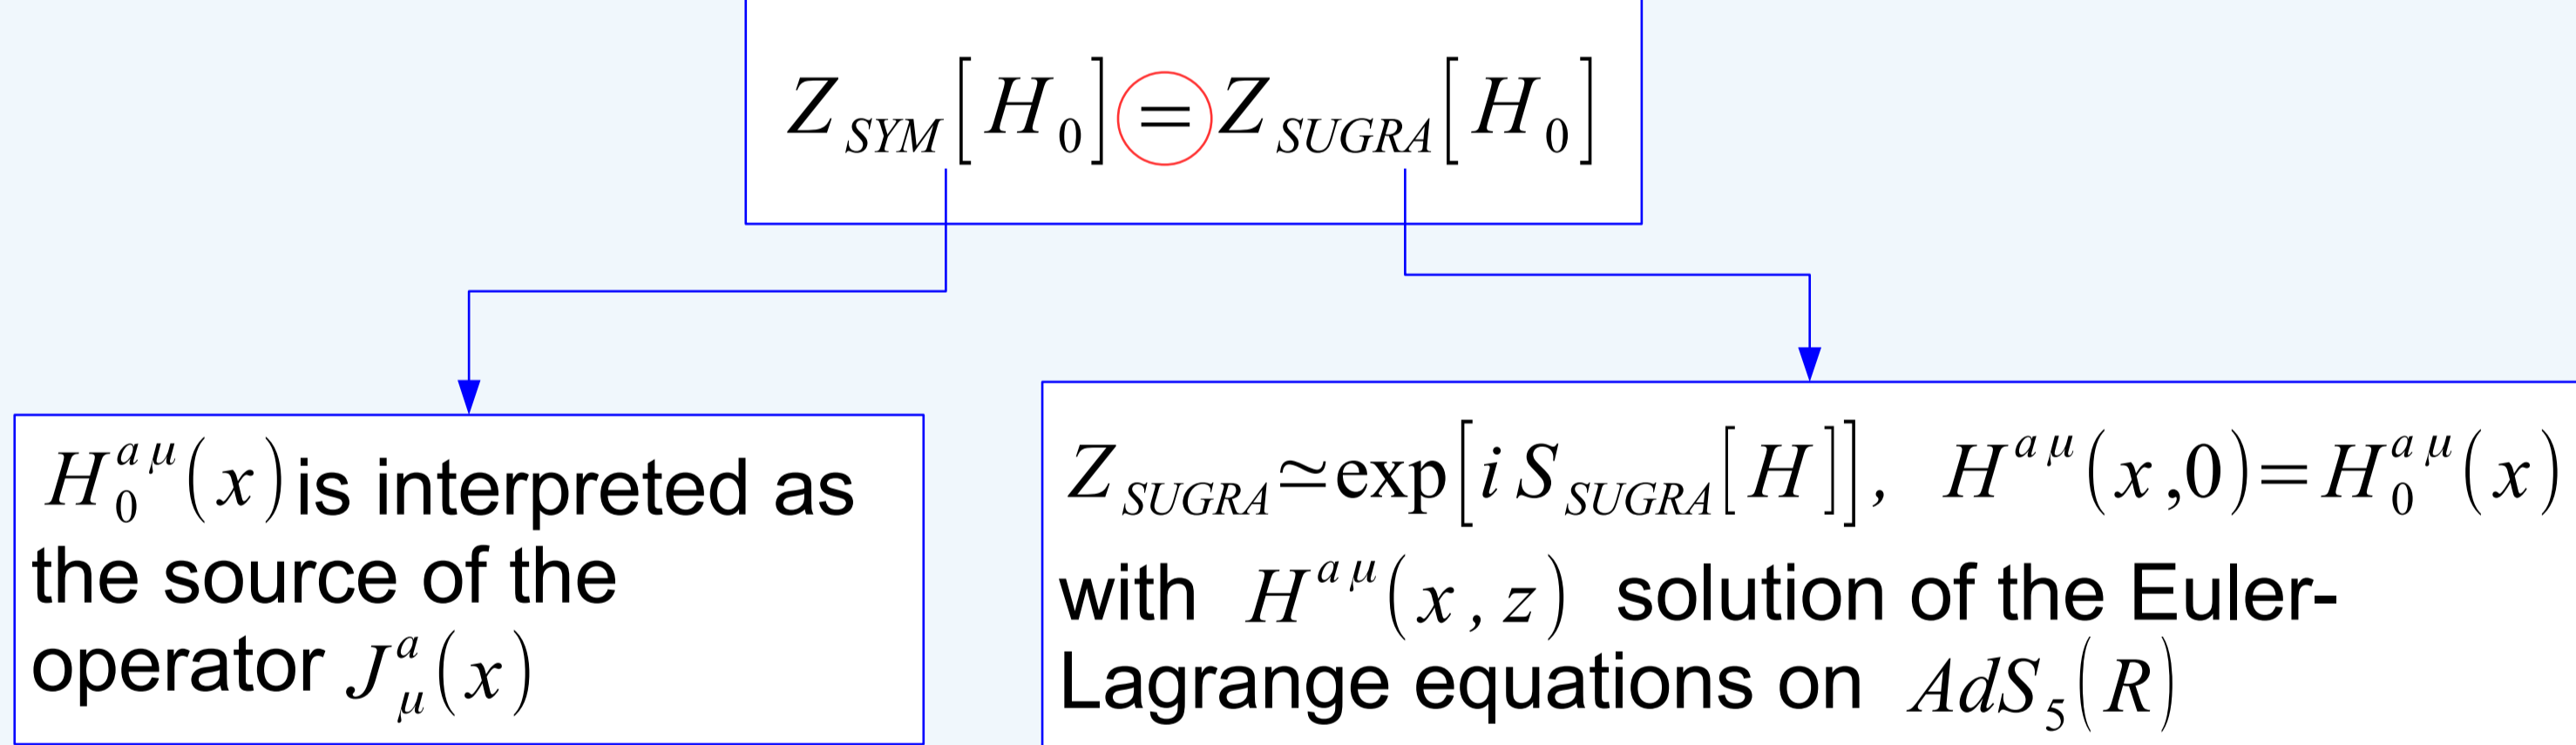 Z_SYM[H_0] = Z_SUGRA[H_0]
H_0^{aμ}(x) is interpreted as
the source of the
operator J_μ^a(x)
Z_SUGRA ≃ exp[i S_SUGRA[H]], H^{aμ}(x,0) = H_0^{aμ}(x)
with H^{aμ}(x,z) solution of the Euler-
Lagrange equations on AdS_5(R)